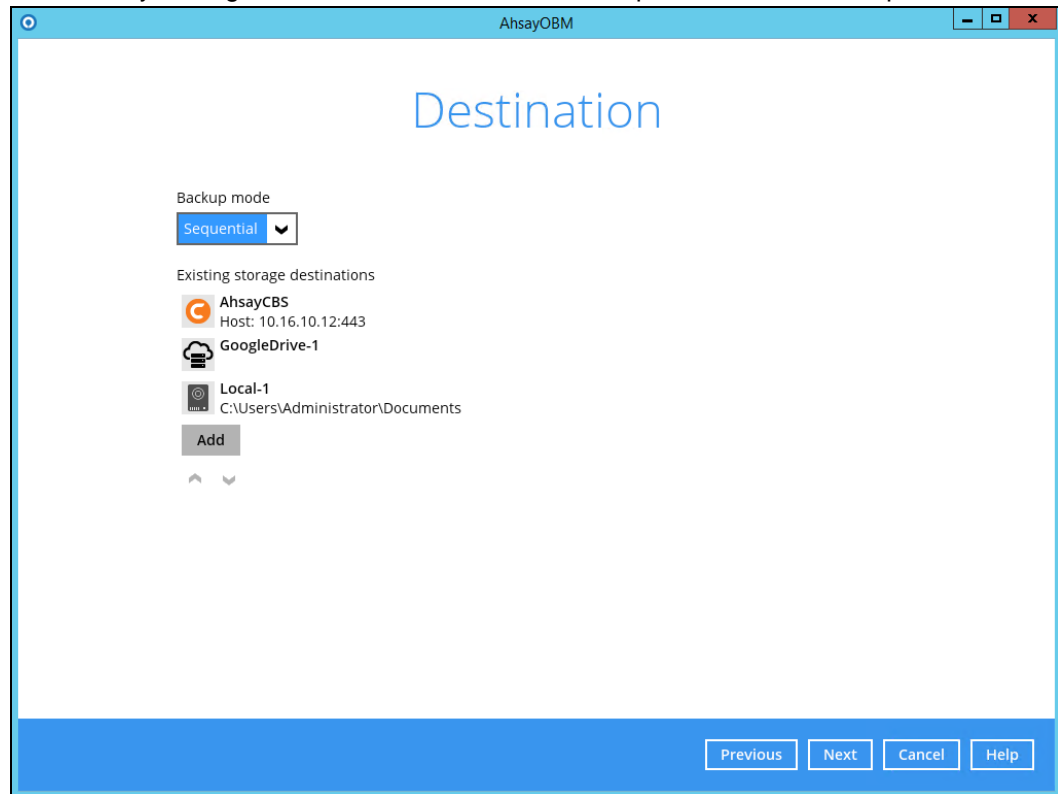 AhsayOBM
Destination
Backup mode
Sequential
Existing storage destinations
AhsayCBS
Host: 10.16.10.12:443
GoogleDrive-1
Local-1
C:\Users\Administrator\Documents
Add
Previous Next Cancel Help